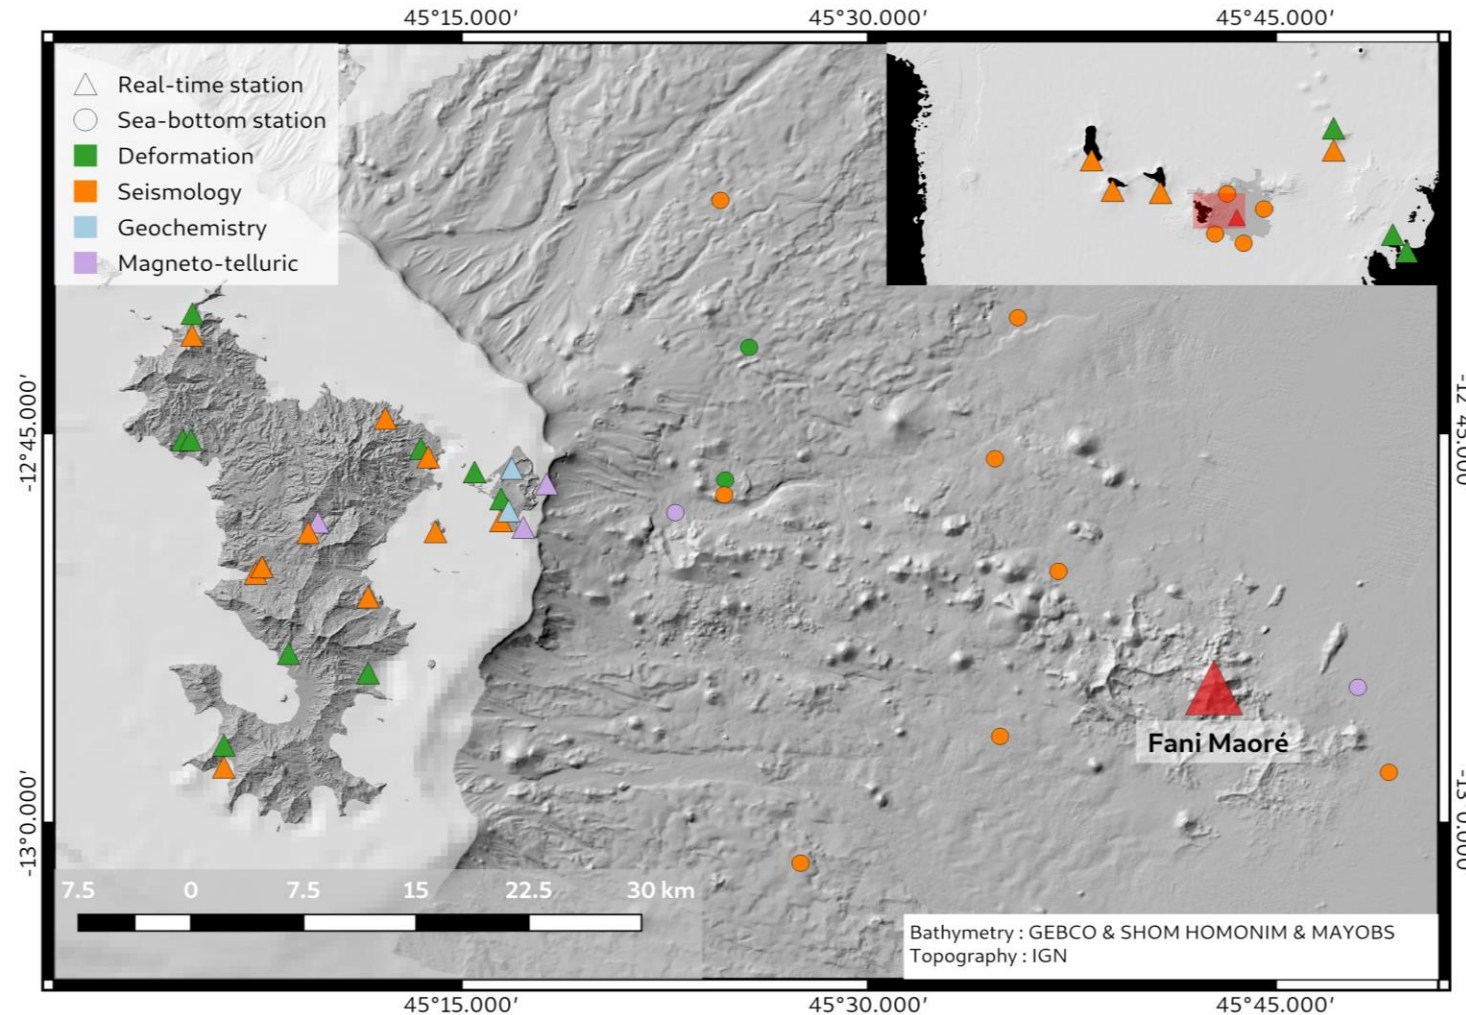 45°15.000′ 45°30.000′ 45°45.000′
Real-time station
Sea-bottom station
Deformation
Seismology
Geochemistry
Magneto-telluric
-12°45.000′
-12°45.000
Fani Maoré
-13°0.000′
-13°0.000
7.5 0 7.5 15 22.5 30 km
Bathymetry : GEBCO & SHOM HOMONIM & MAYOBS
Topography : IGN
45°15.000′ 45°30.000′ 45°45.000′